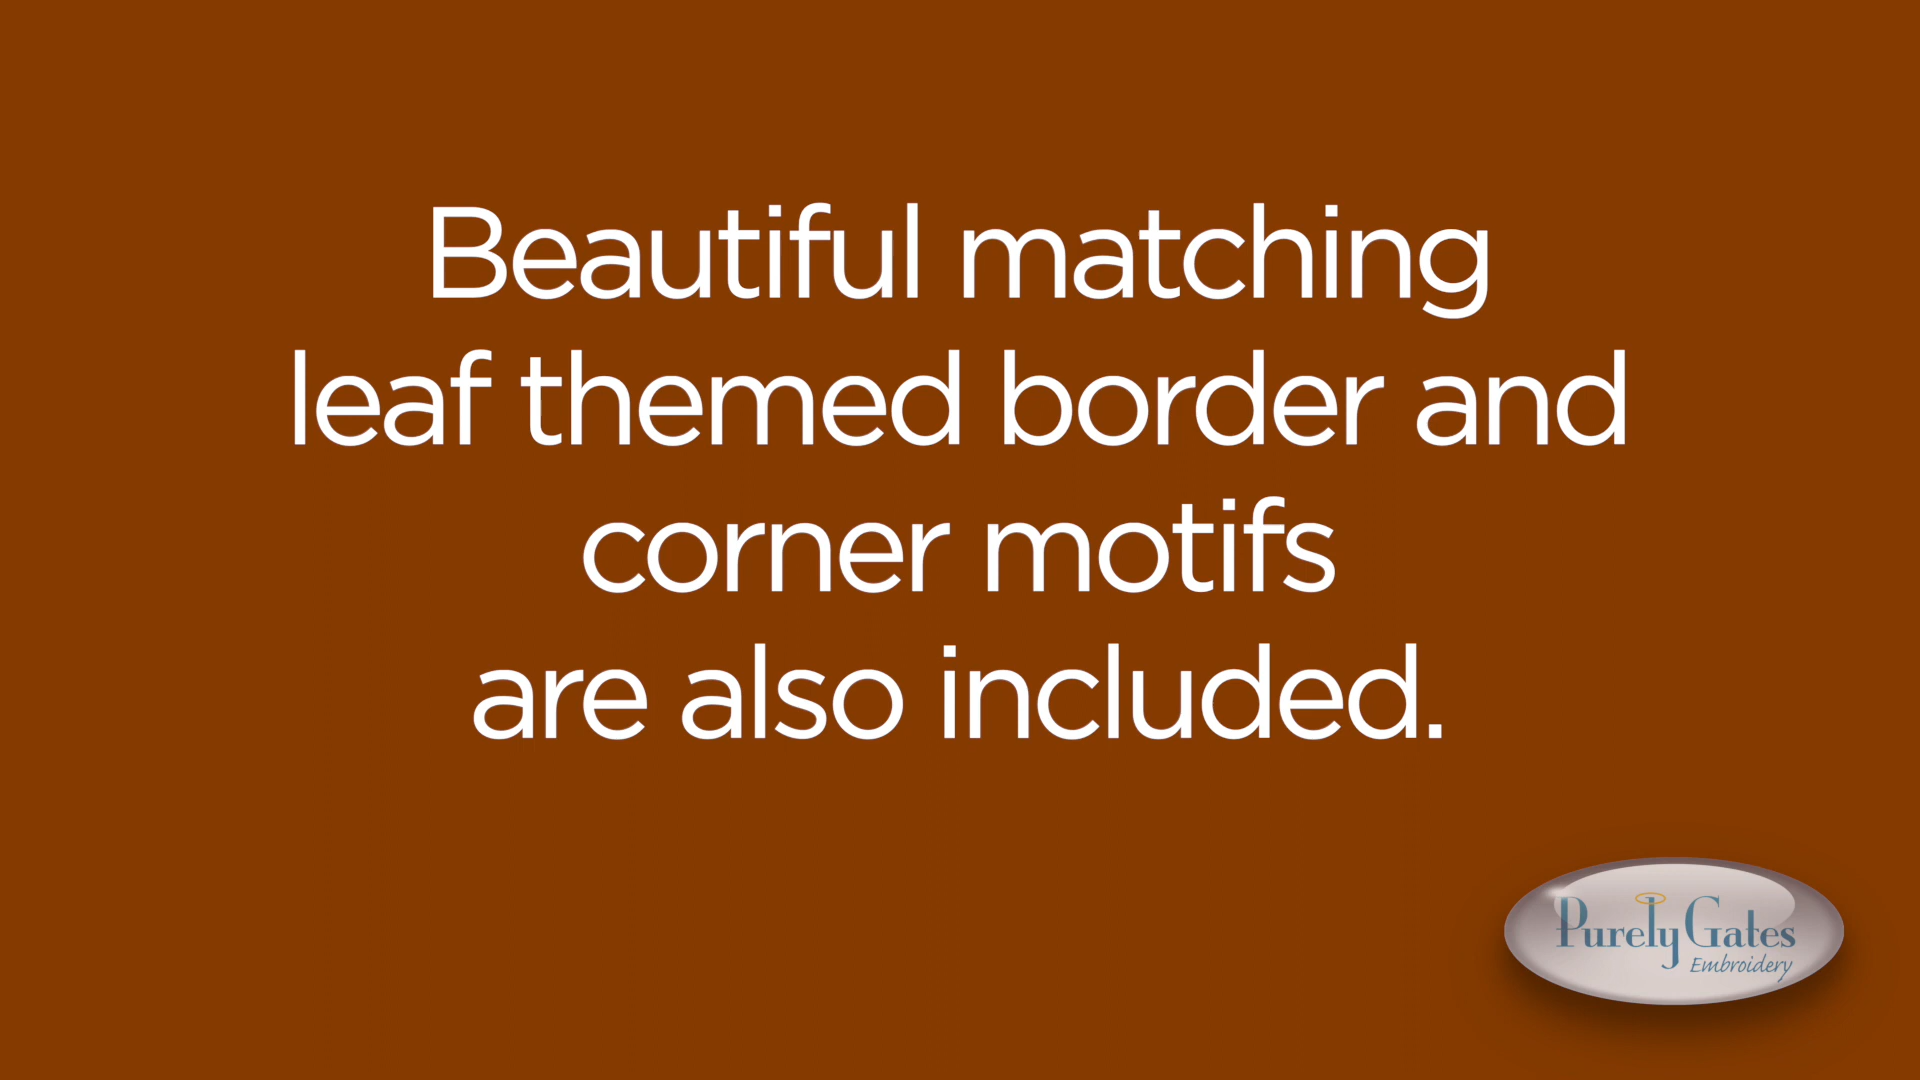 Beautiful matching
leaf themed border and
corner motifs
are also included.
Purely Gates
Embroidery